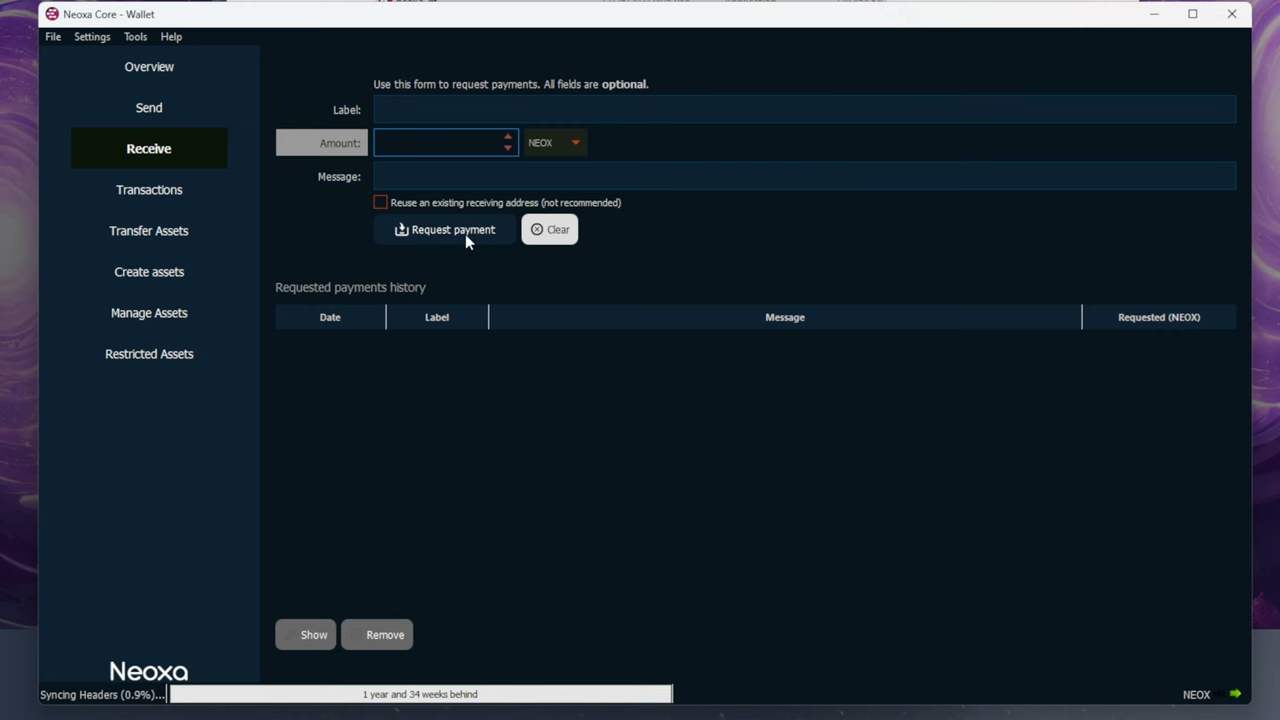 Neoxa Core - Wallet
File Settings Tools Help
Overview
Send
Receive
Transactions
Transfer Assets
Create assets
Manage Assets
Restricted Assets
Neoxa
Use this form to request payments. All fields are optional.
Label:
Amount: NEOX
Message:
Reuse an existing receiving address (not recommended)
Request payment Clear
Requested payments history
Date Label Message Requested (NEOX)
Show Remove
Syncing Headers (0.9%)... 1 year and 34 weeks behind NEOX